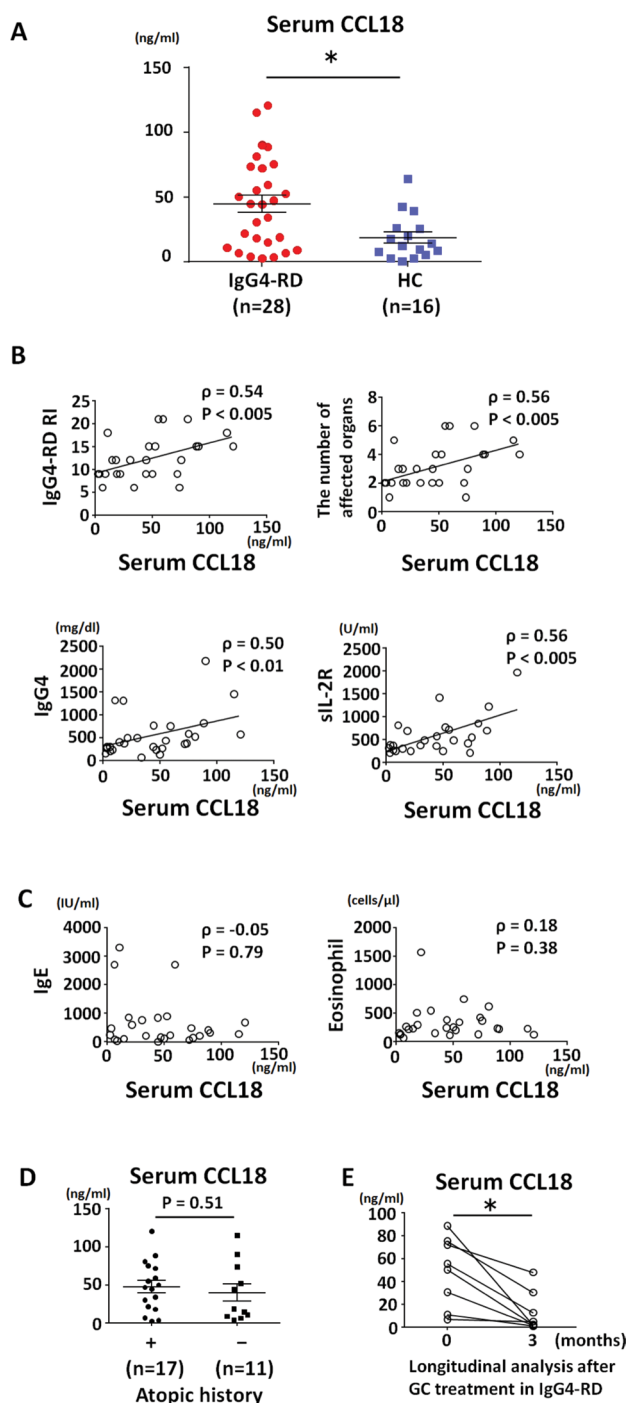 A
Serum CCL18
(ng/ml)
*
150
100
50
0
IgG4-RD
HC
(n=28)
(n=16)
B
ρ = 0.54
P < 0.005
IgG4-RD RI
25
20
15
10
5
0
0 50 100 150
(ng/ml)
Serum CCL18
ρ = 0.56
P < 0.005
The number of
affected organs
8
6
4
2
0
0 50 100 150
(ng/ml)
Serum CCL18
(mg/dl)
ρ = 0.50
P < 0.01
IgG4
2500
2000
1500
1000
500
0
0 50 100 150
(ng/ml)
Serum CCL18
(U/ml)
ρ = 0.56
P < 0.005
sIL-2R
2500
2000
1500
1000
500
0
0 50 100 150
(ng/ml)
Serum CCL18
C
(IU/ml)
ρ = -0.05
P = 0.79
IgE
4000
3000
2000
1000
0
0 50 100 150
(ng/ml)
Serum CCL18
(cells/μl)
ρ = 0.18
P = 0.38
Eosinophil
2000
1500
1000
500
0
0 50 100 150
(ng/ml)
Serum CCL18
D
Serum CCL18
(ng/ml)
P = 0.51
150
100
50
0
+ −
(n=17) (n=11)
Atopic history
E
Serum CCL18
(ng/ml)
*
100
80
60
40
20
0
0 3 (months)
Longitudinal analysis after
GC treatment in IgG4-RD